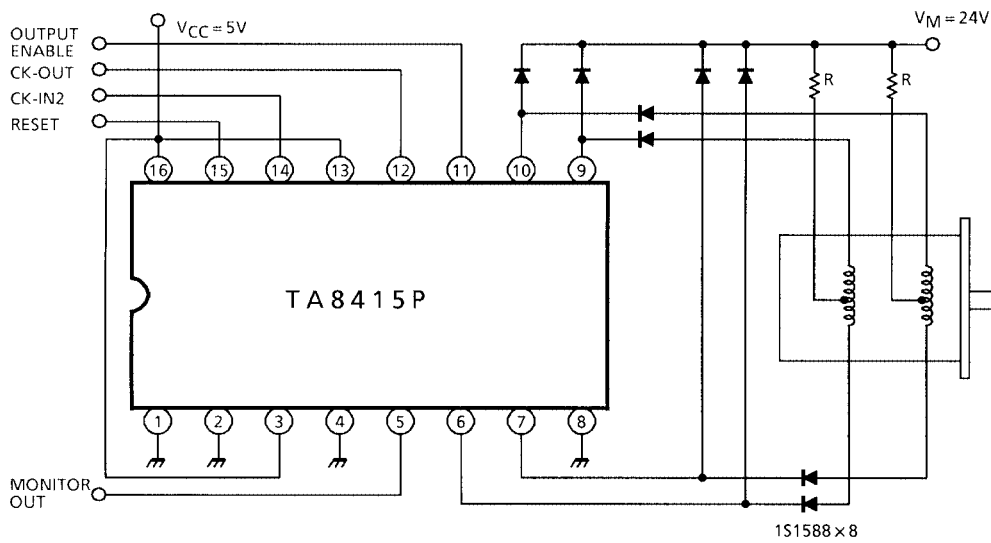 OUTPUT
ENABLE
VCC=5V
VM=24V
CK-OUT
CK-IN2
RESET
R
R
16
15
14
13
12
11
10
9
TA8415P
1
2
3
4
5
6
7
8
MONITOR
OUT
1S1588×8